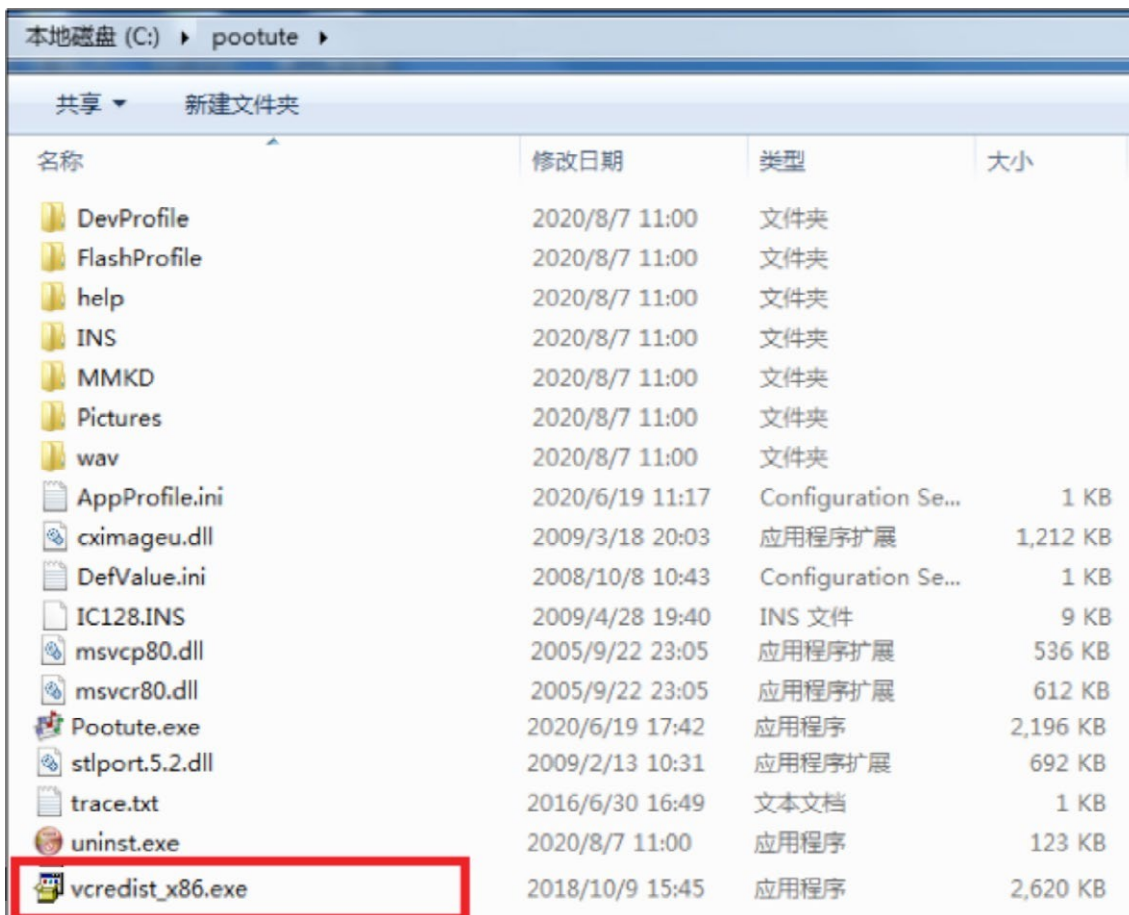 本地磁盘 (C:) ▸ pootute ▸
共享 ▼ 新建文件夹
名称 修改日期 类型 大小
DevProfile 2020/8/7 11:00 文件夹
FlashProfile 2020/8/7 11:00 文件夹
help 2020/8/7 11:00 文件夹
INS 2020/8/7 11:00 文件夹
MMKD 2020/8/7 11:00 文件夹
Pictures 2020/8/7 11:00 文件夹
wav 2020/8/7 11:00 文件夹
AppProfile.ini 2020/6/19 11:17 Configuration Se... 1 KB
cximageu.dll 2009/3/18 20:03 应用程序扩展 1,212 KB
DefValue.ini 2008/10/8 10:43 Configuration Se... 1 KB
IC128.INS 2009/4/28 19:40 INS 文件 9 KB
msvcp80.dll 2005/9/22 23:05 应用程序扩展 536 KB
msvcr80.dll 2005/9/22 23:05 应用程序扩展 612 KB
Pootute.exe 2020/6/19 17:42 应用程序 2,196 KB
stlport.5.2.dll 2009/2/13 10:31 应用程序扩展 692 KB
trace.txt 2016/6/30 16:49 文本文档 1 KB
uninst.exe 2020/8/7 11:00 应用程序 123 KB
vcredist_x86.exe 2018/10/9 15:45 应用程序 2,620 KB